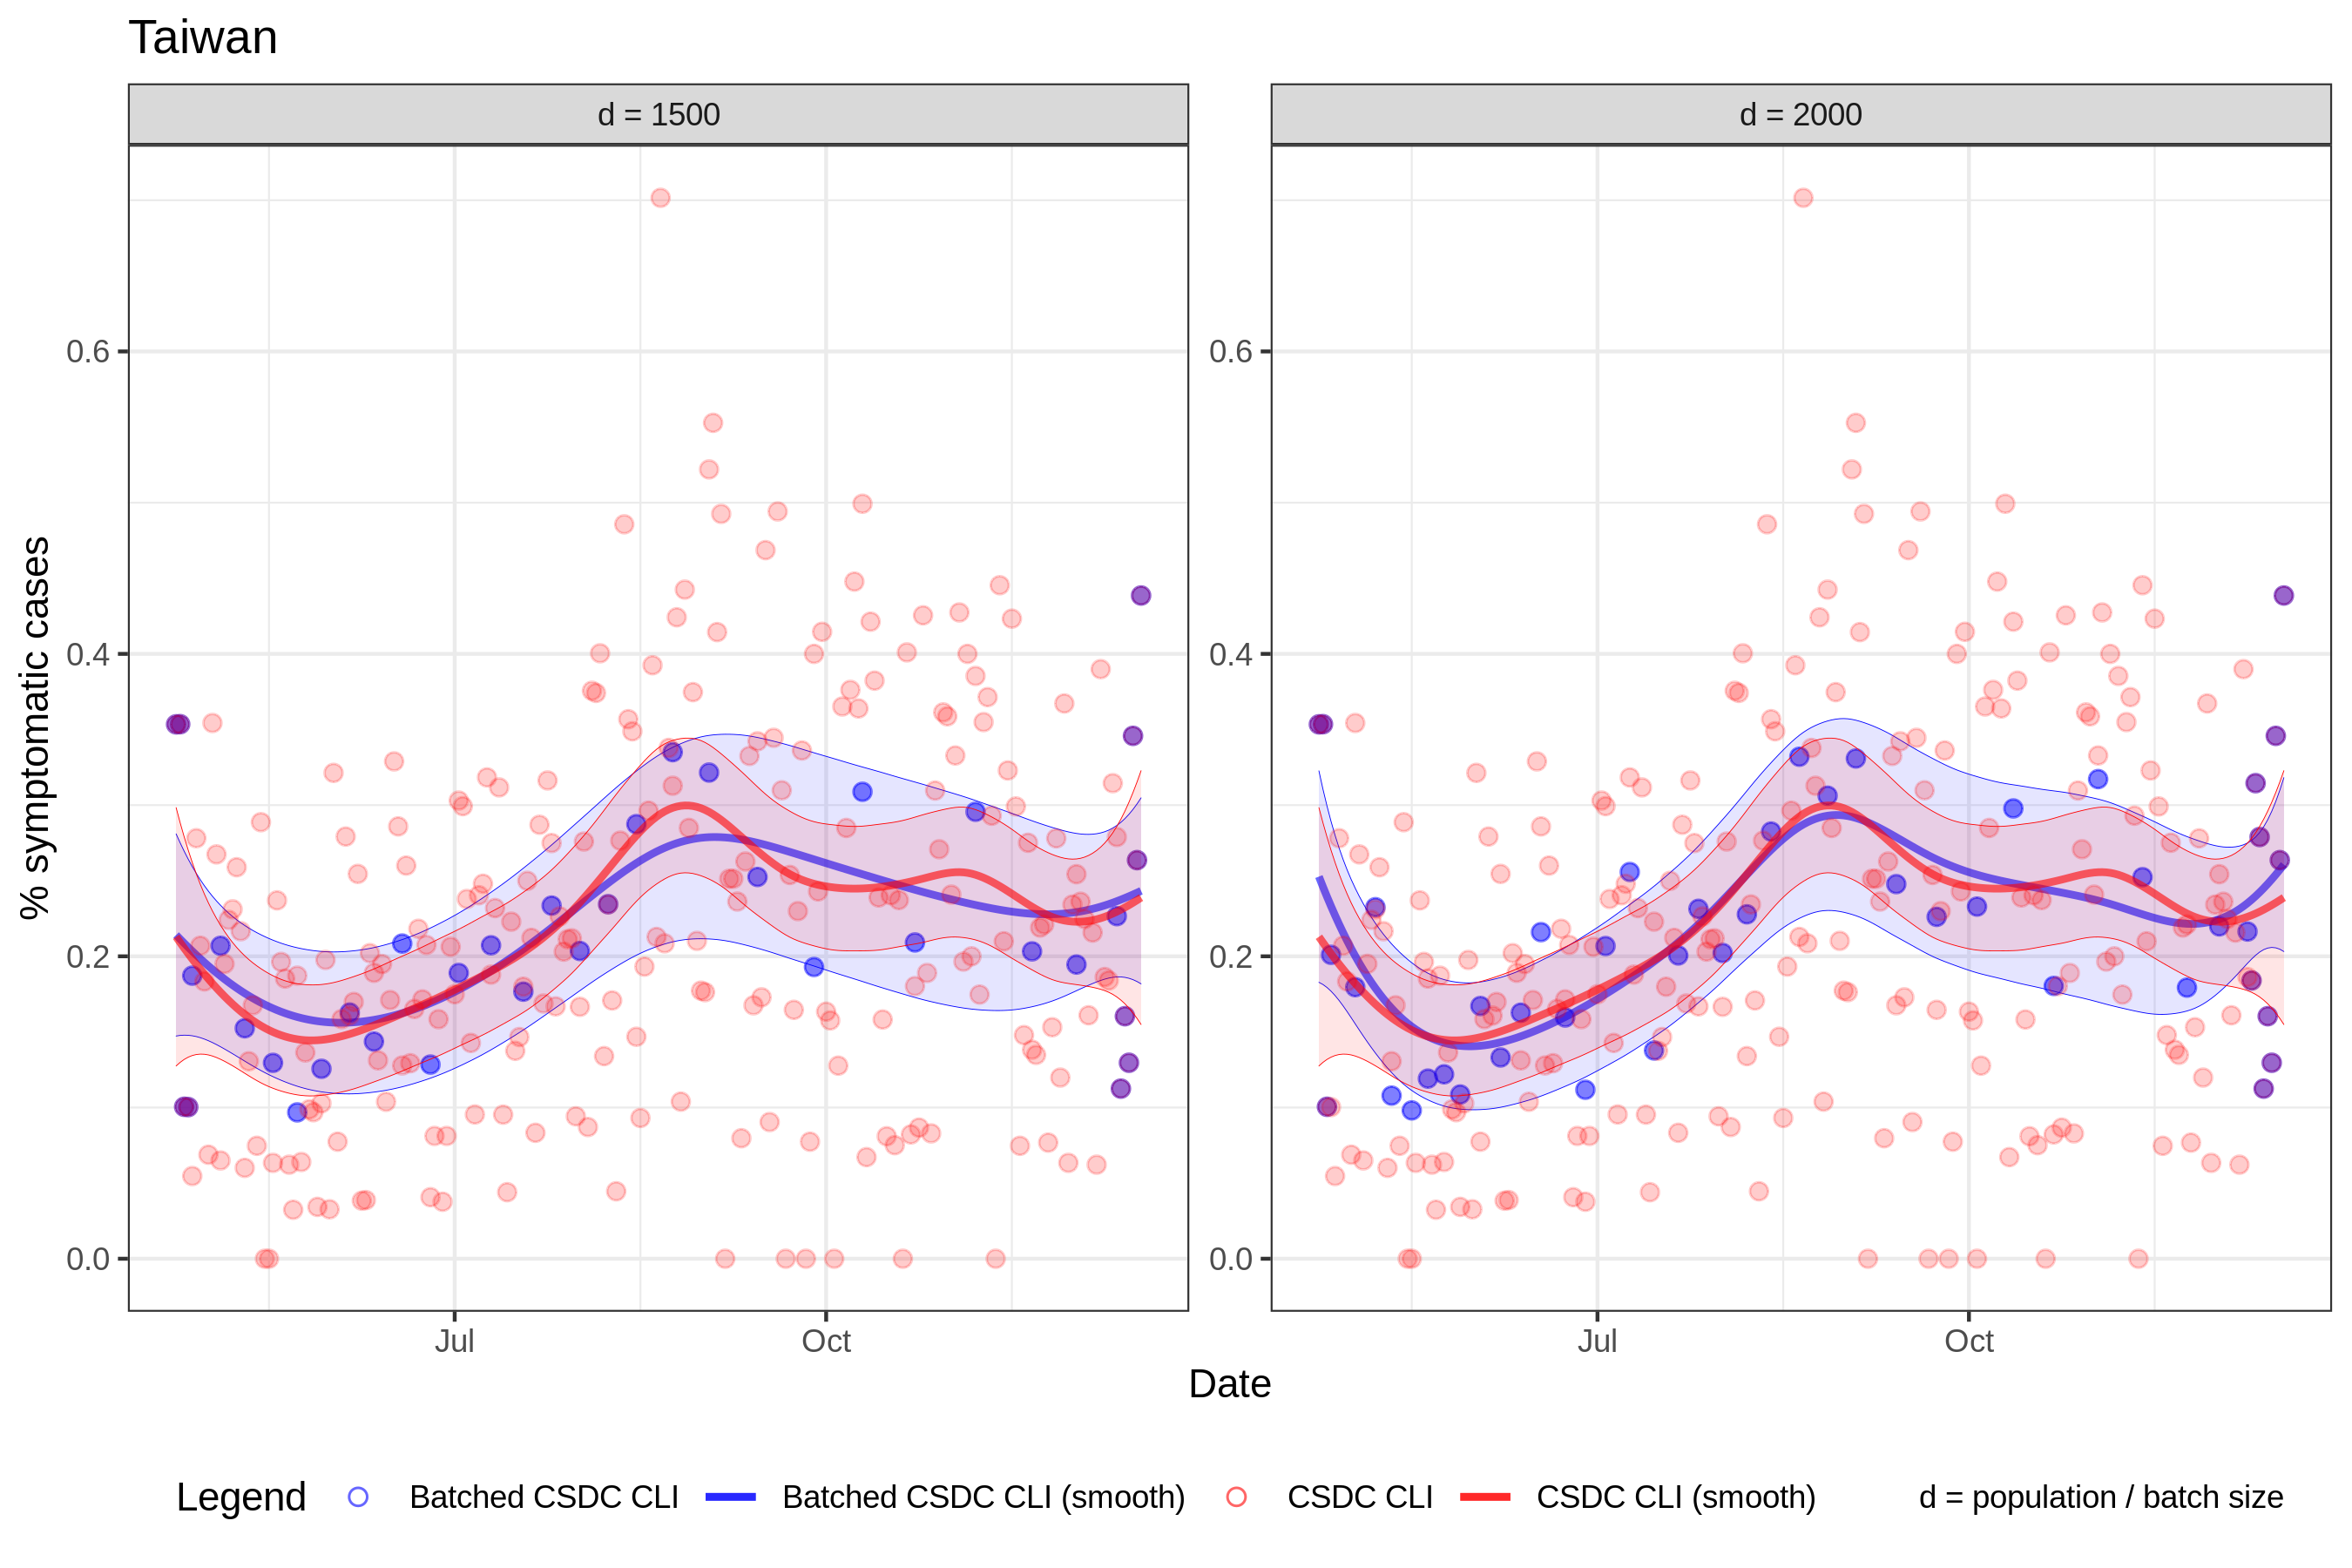 Taiwan
d = 1500
d = 2000
% symptomatic cases
0.6
0.4
0.2
0.0
0.6
0.4
0.2
0.0
Jul
Oct
Jul
Oct
Date
Legend
Batched CSDC CLI
Batched CSDC CLI (smooth)
CSDC CLI
CSDC CLI (smooth)
d = population / batch size